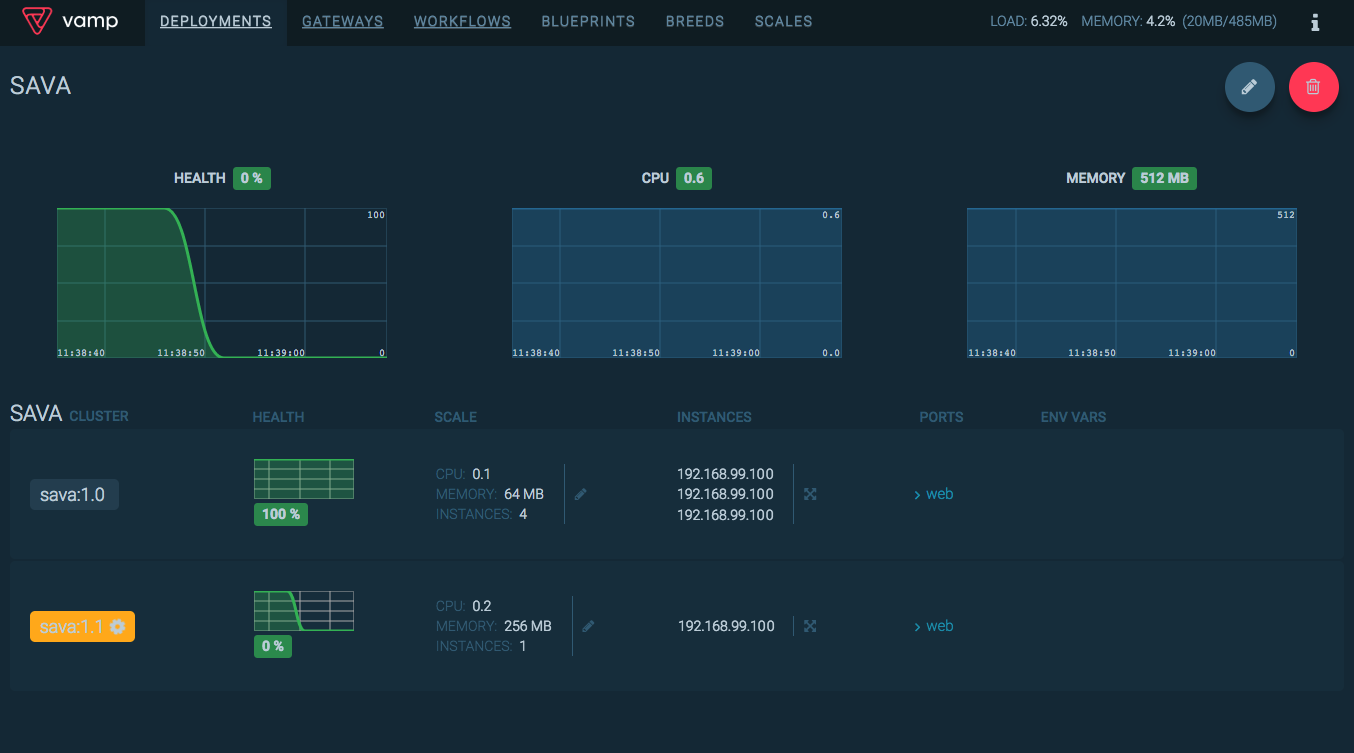 vamp DEPLOYMENTS GATEWAYS WORKFLOWS BLUEPRINTS BREEDS SCALES LOAD: 6.32% MEMORY: 4.2% (20MB/485MB)
SAVA
HEALTH 0 % CPU 0.6 MEMORY 512 MB
100 0.6 512
11:38:40 11:38:50 11:39:00 0 11:38:40 11:38:50 11:39:00 0.0 11:38:40 11:38:50 11:39:00 0
SAVA CLUSTER HEALTH SCALE INSTANCES PORTS ENV VARS
CPU: 0.1 192.168.99.100
sava:1.0 MEMORY: 64 MB 192.168.99.100 > web
100 % INSTANCES: 4 192.168.99.100
CPU: 0.2
sava:1.1 MEMORY: 256 MB 192.168.99.100 > web
0 % INSTANCES: 1